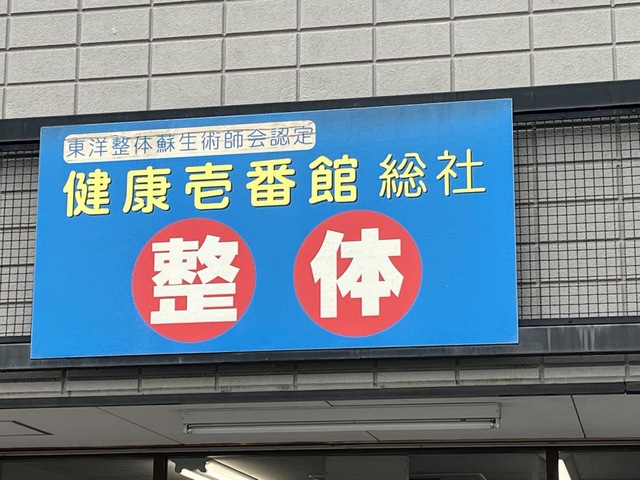 東洋整体蘇生術師会認定
健康壱番館 総社
整体